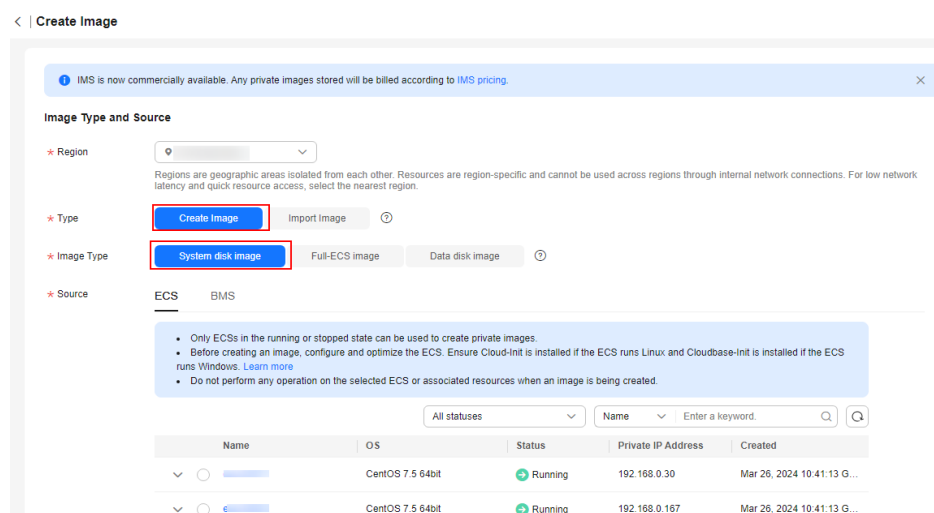 Create Image
IMS is now commercially available. Any private images stored will be billed according to IMS pricing.
Image Type and Source
* Region
Regions are geographic areas isolated from each other. Resources are region-specific and cannot be used across regions through internal network connections. For low network
latency and quick resource access, select the nearest region.
* Type Create Image Import Image ?
* Image Type System disk image Full-ECS image Data disk image ?
* Source ECS BMS
• Only ECSs in the running or stopped state can be used to create private images.
• Before creating an image, configure and optimize the ECS. Ensure Cloud-Init is installed if the ECS runs Linux and Cloudbase-Init is installed if the ECS
runs Windows. Learn more
• Do not perform any operation on the selected ECS or associated resources when an image is being created.
All statuses Name Enter a keyword.
Name OS Status Private IP Address Created
CentOS 7.5 64bit Running 192.168.0.30 Mar 26, 2024 10:41:13 G...
CentOS 7.5 64bit Running 192.168.0.167 Mar 26, 2024 10:41:13 G...